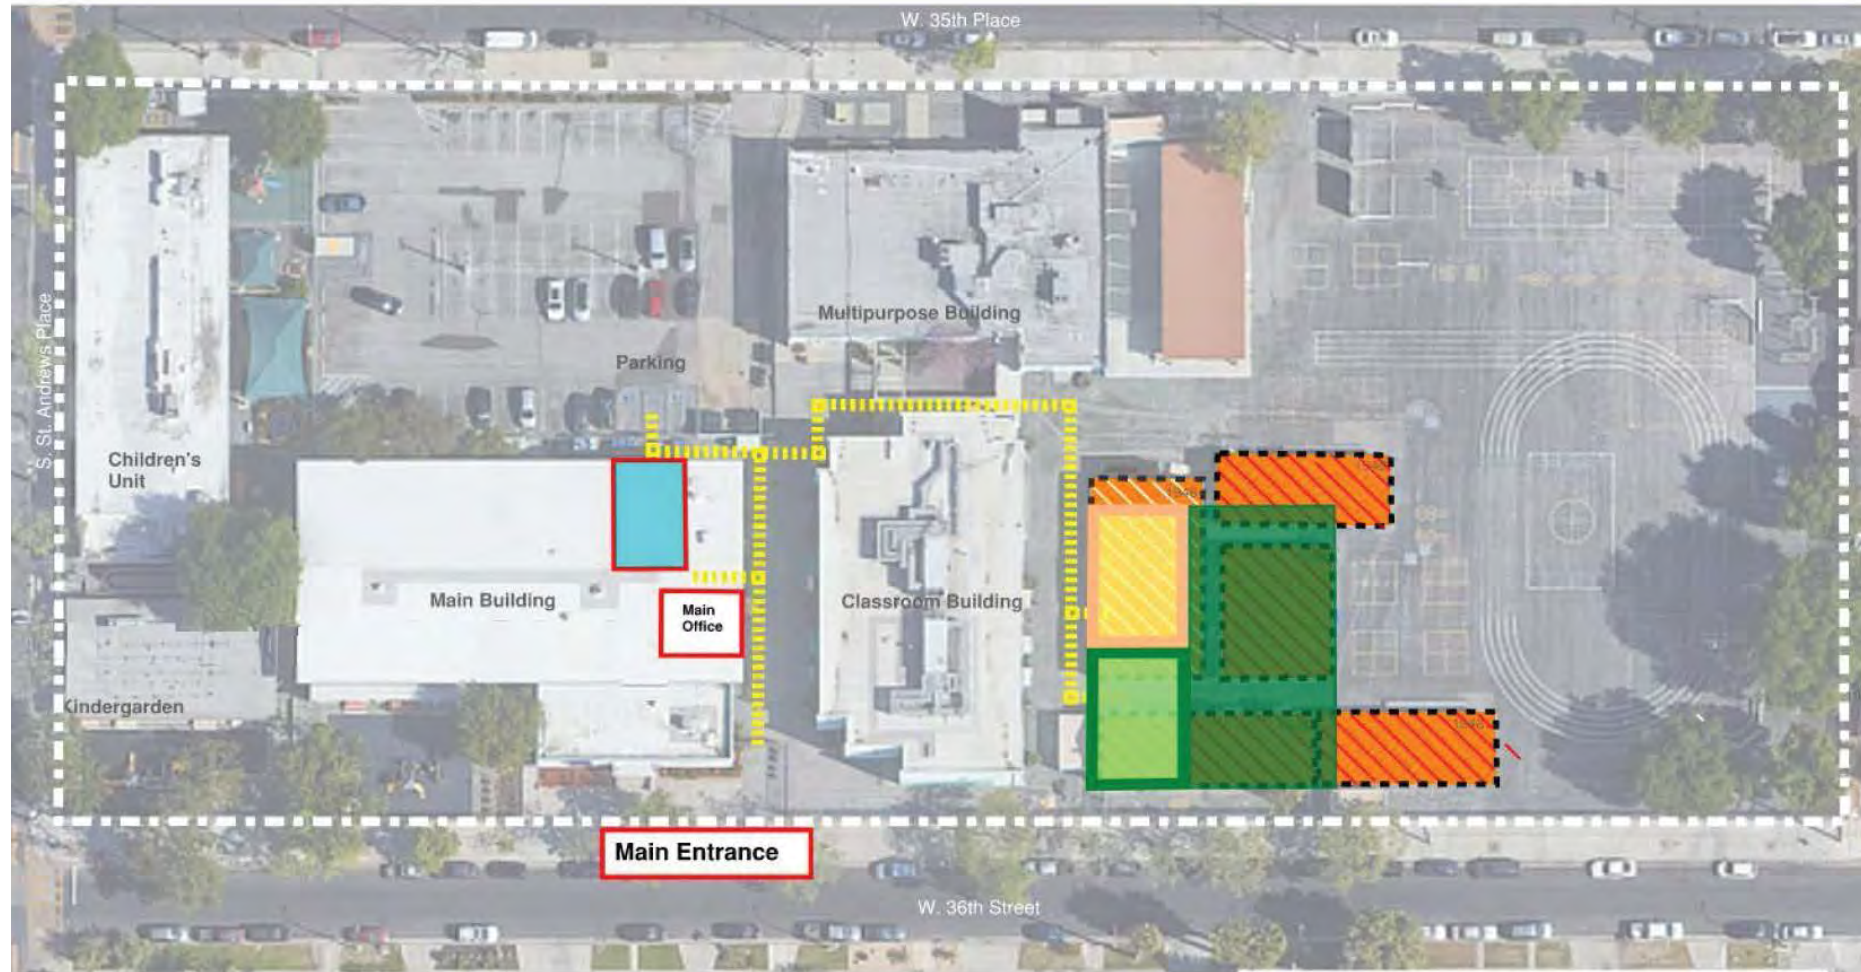 W. 35th Place
S. St. Andrews Place
Multipurpose Building
Parking
Children's
Unit
Main Building
Main
Office
Classroom Building
Kindergarden
Main Entrance
W. 36th Street